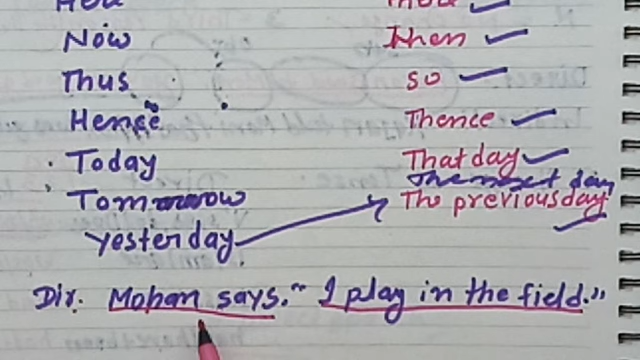 Now then
Thus so
Hence Thence
Today That day
The next day
Tomorrow The previous day
yesterday
Dir. Mohan says. "I play in the field."